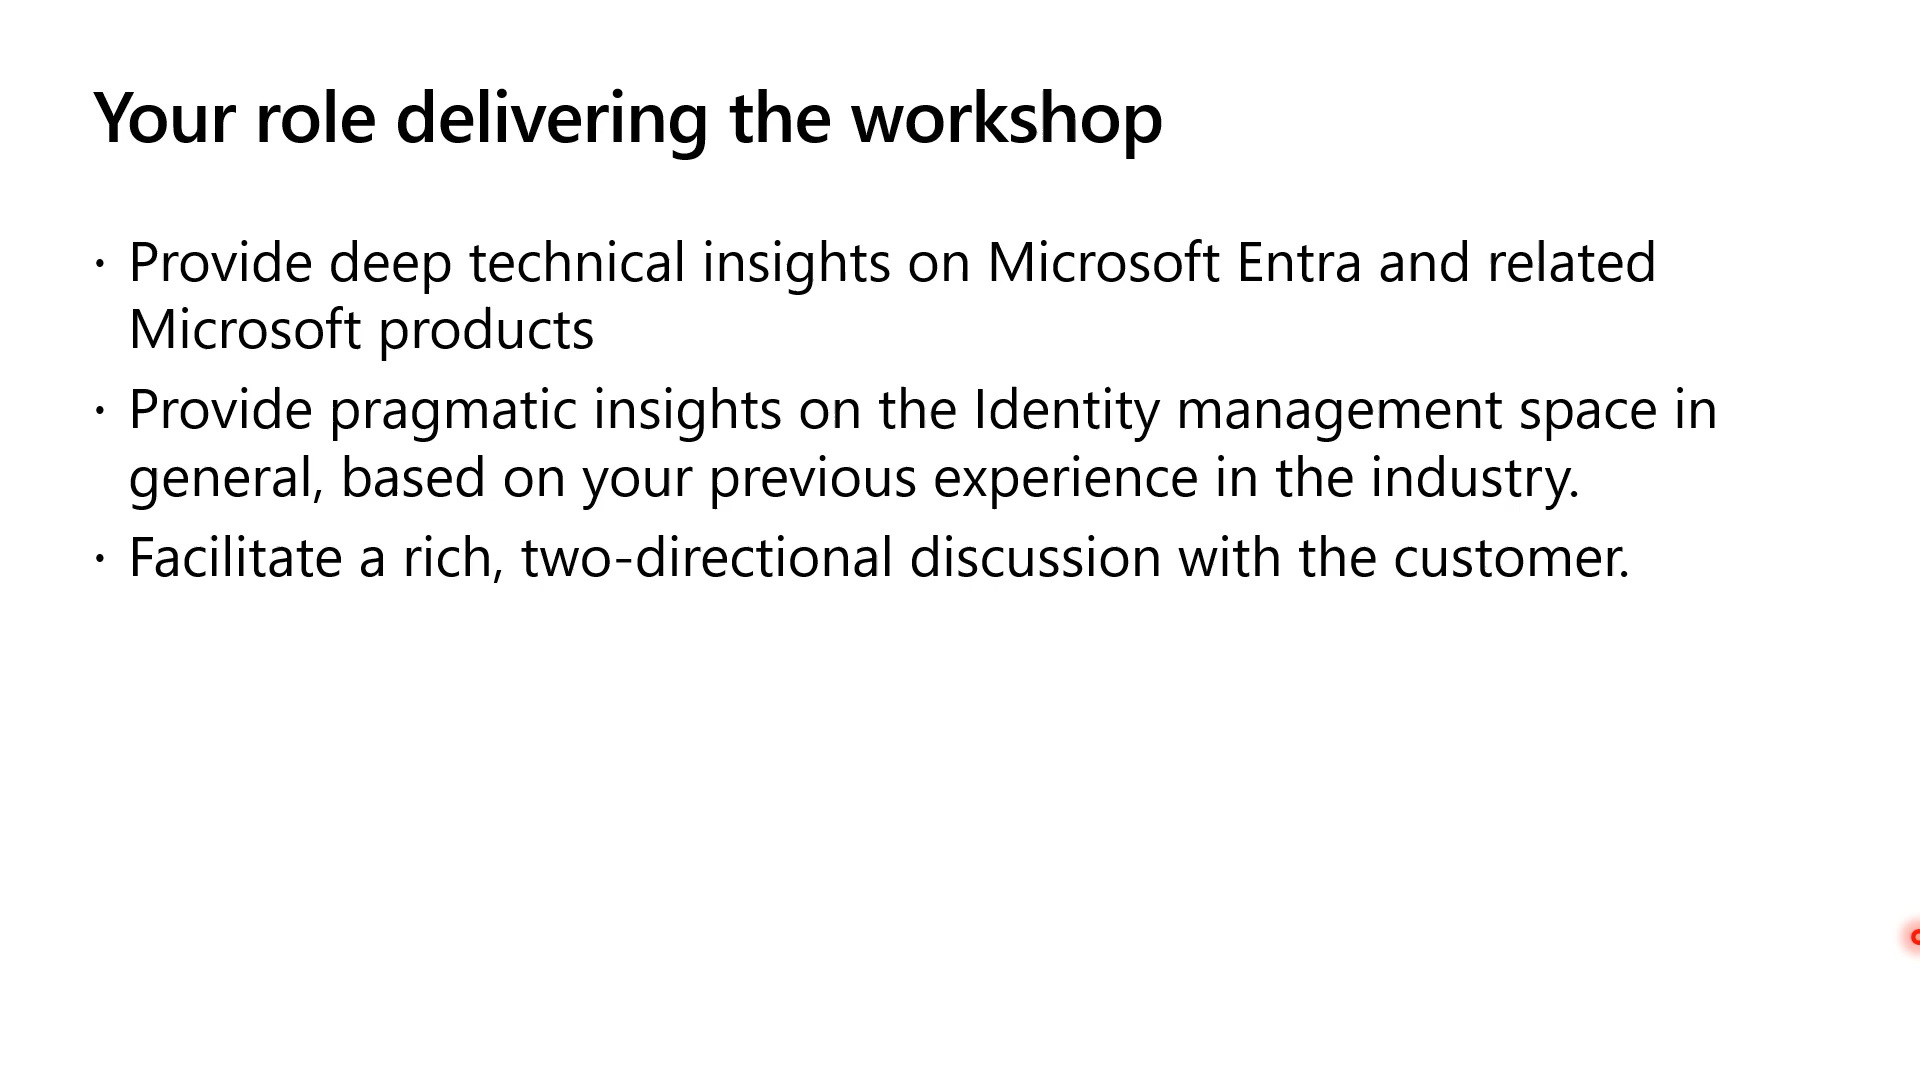 Your role delivering the workshop
· Provide deep technical insights on Microsoft Entra and related
Microsoft products
· Provide pragmatic insights on the Identity management space in
general, based on your previous experience in the industry.
· Facilitate a rich, two-directional discussion with the customer.